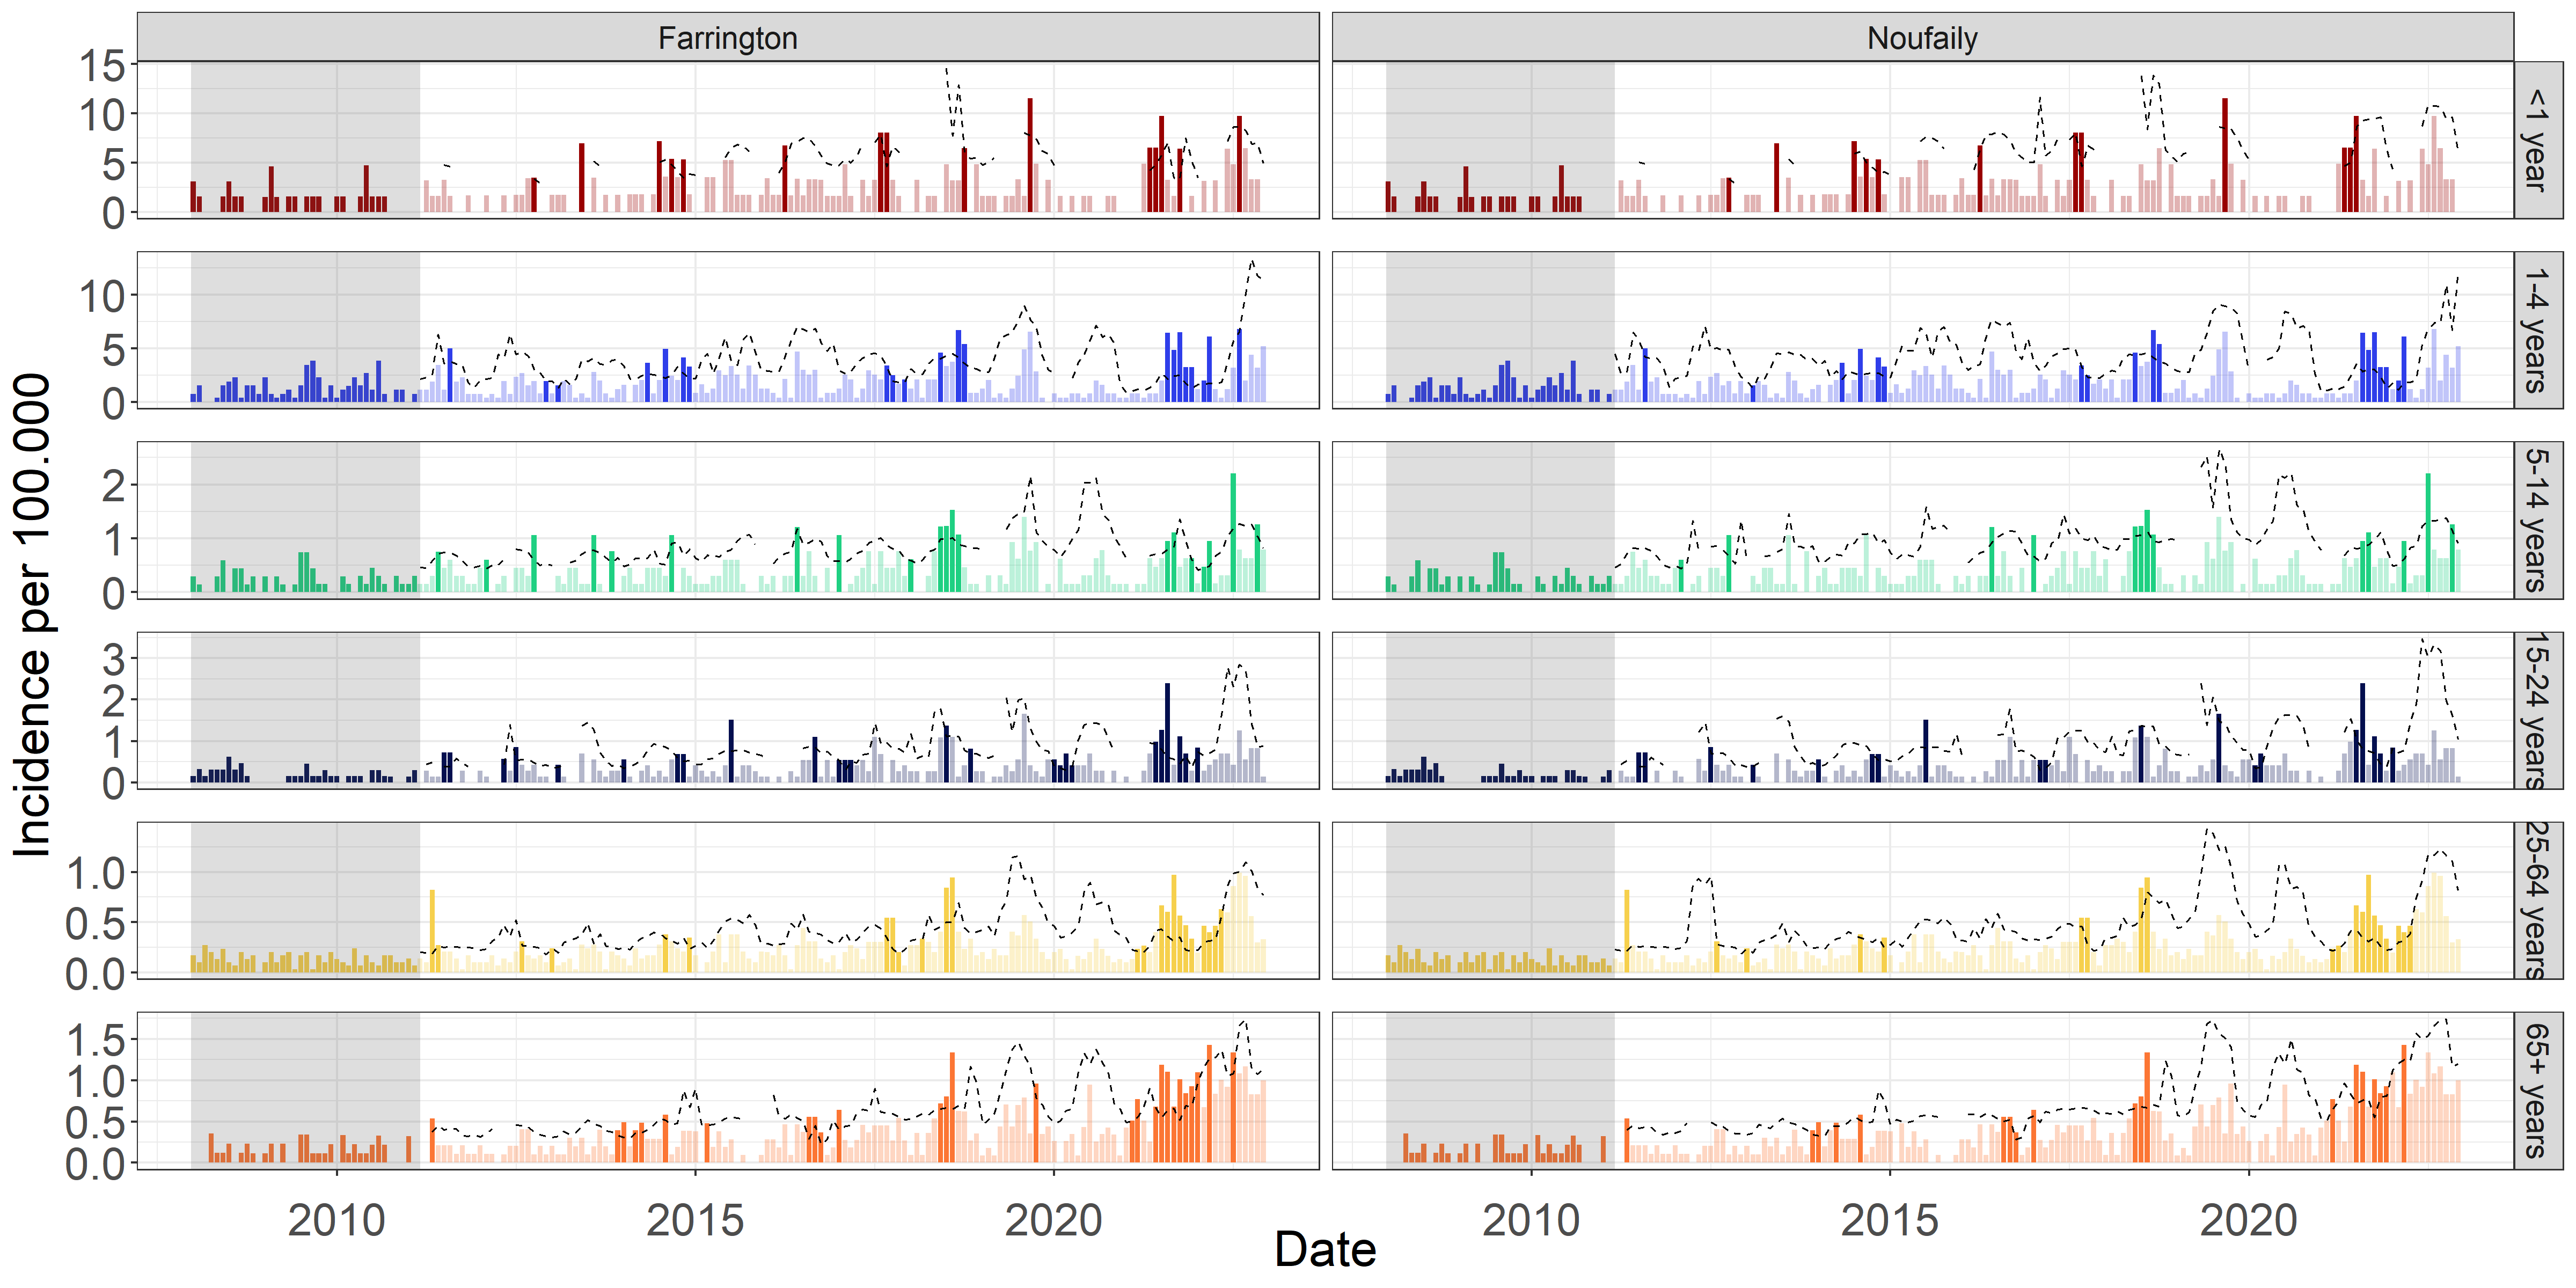 Farrington
Noufaily
15
10
5
0
<1 year
10
5
0
1-4 years
2
1
0
5-14 years
3
2
1
0
15-24 years
1.0
0.5
0.0
25-64 years
1.5
1.0
0.5
0.0
65+ years
Incidence per 100.000
2010
2015
2020
2010
2015
2020
Date